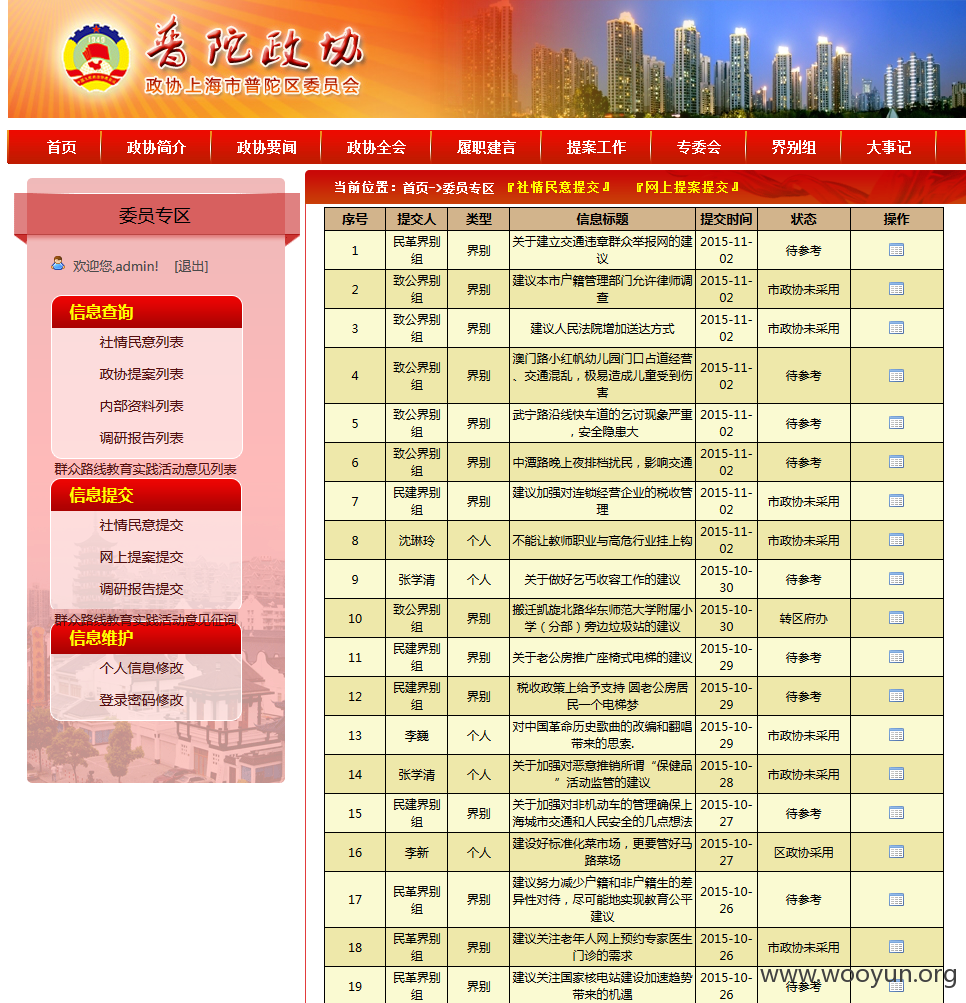 普陀政协
政协上海市普陀区委员会
首页 政协简介 政协要闻 政协全会 履职建言 提案工作 专委会 界别组 大事记
委员专区
欢迎您,admin! [退出]
信息查询
社情民意列表
政协提案列表
内部资料列表
调研报告列表
群众路线教育实践活动意见列表
信息提交
社情民意提交
网上提案提交
调研报告提交
群众路线教育实践活动意见征询
信息维护
个人信息修改
登录密码修改
当前位置：首页->委员专区 『社情民意提交』 『网上提案提交』
序号 提交人 类型 信息标题 提交时间 状态 操作
1 民革界别组 界别 关于建立交通违章群众举报网的建议 2015-11-02 待参考
2 致公界别组 界别 建议本市户籍管理部门允许律师调查 2015-11-02 市政协未采用
3 致公界别组 界别 建议人民法院增加送达方式 2015-11-02 市政协未采用
4 致公界别组 界别 澳门路小红帆幼儿园门口占道经营、交通混乱，极易造成儿童受到伤害 2015-11-02 待参考
5 致公界别组 界别 武宁路沿线快车道的乞讨现象严重，安全隐患大 2015-11-02 待参考
6 致公界别组 界别 中潭路晚上夜排档扰民，影响交通 2015-11-02 待参考
7 民建界别组 界别 建议加强对连锁经营企业的税收管理 2015-11-02 市政协未采用
8 沈琳玲 个人 不能让教师职业与高危行业挂上钩 2015-11-02 市政协未采用
9 张学清 个人 关于做好乞丐收容工作的建议 2015-10-30 待参考
10 致公界别组 界别 搬迁凯旋北路华东师范大学附属小学（分部）旁边垃圾站的建议 2015-10-30 转区府办
11 民建界别组 界别 关于老公房推广座椅式电梯的建议 2015-10-29 待参考
12 民建界别组 界别 税收政策上给予支持 圆老公房居民一个电梯梦 2015-10-29 待参考
13 李巍 个人 对中国革命历史歌曲的改编和翻唱带来的思索. 2015-10-29 市政协未采用
14 张学清 个人 关于加强对恶意推销所谓“保健品”活动监管的建议 2015-10-28 市政协未采用
15 民建界别组 界别 关于加强对非机动车的管理确保上海城市交通和人民安全的几点想法 2015-10-27 待参考
16 李新 个人 建设好标准化菜市场，更要管好马路菜场 2015-10-27 区政协采用
17 民革界别组 界别 建议努力减少户籍和非户籍生的差异性对待，尽可能地实现教育公平建议 2015-10-26 待参考
18 民革界别组 界别 建议关注老年人网上预约专家医生门诊的需求 2015-10-26 市政协未采用
19 民革界别组 界别 建议关注国家核电站建设加速趋势带来的机遇 2015-10-26 待参考
www.wooyun.org